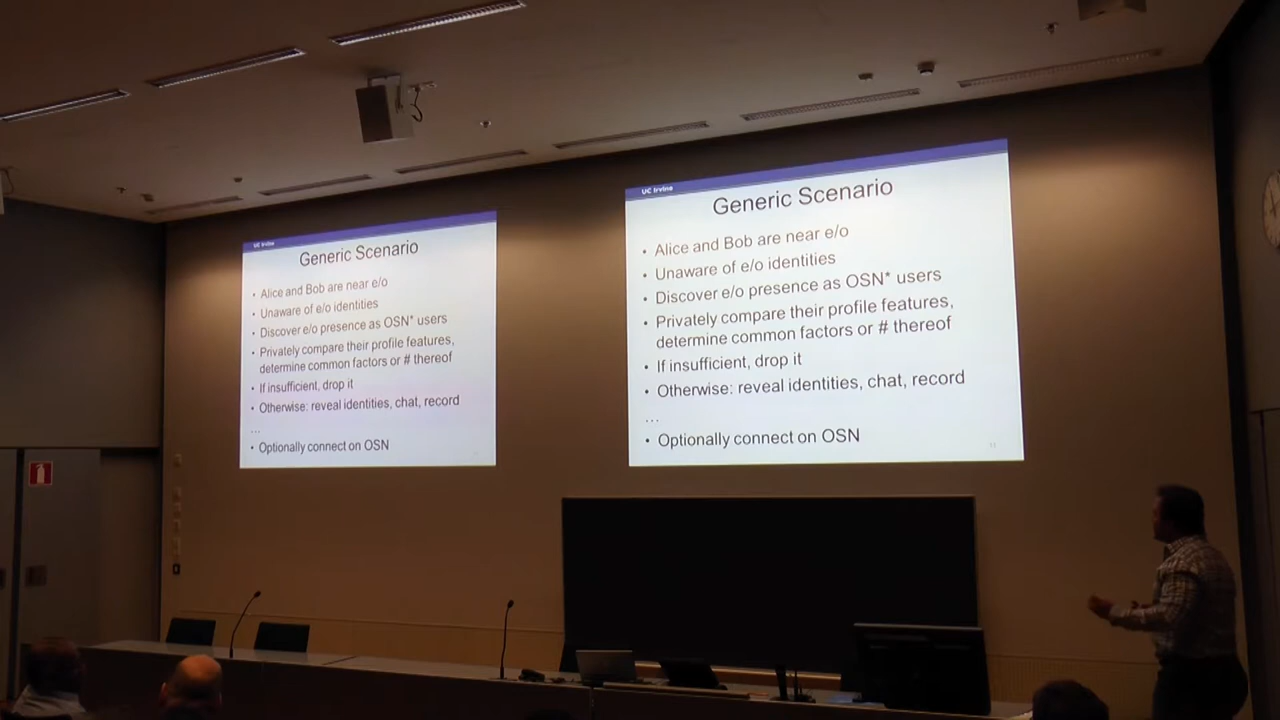 UC Irvine
Generic Scenario
• Alice and Bob are near e/o
• Unaware of e/o identities
• Discover e/o presence as OSN* users
• Privately compare their profile features,
determine common factors or # thereof
• If insufficient, drop it
• Otherwise: reveal identities, chat, record
...
• Optionally connect on OSN
UC Irvine
Generic Scenario
• Alice and Bob are near e/o
• Unaware of e/o identities
• Discover e/o presence as OSN* users
• Privately compare their profile features,
determine common factors or # thereof
• If insufficient, drop it
• Otherwise: reveal identities, chat, record
...
• Optionally connect on OSN